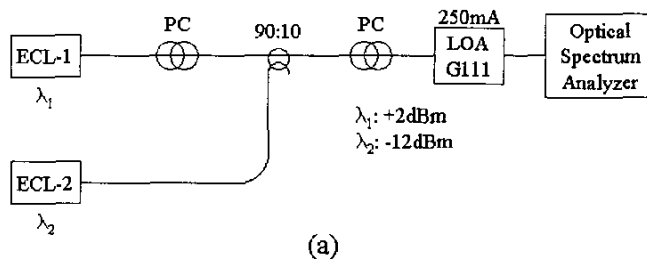 ECL-1
λ1
PC
90:10
PC
250mA
LOA
G111
Optical
Spectrum
Analyzer
λ1: +2dBm
λ2: -12dBm
ECL-2
λ2
(a)